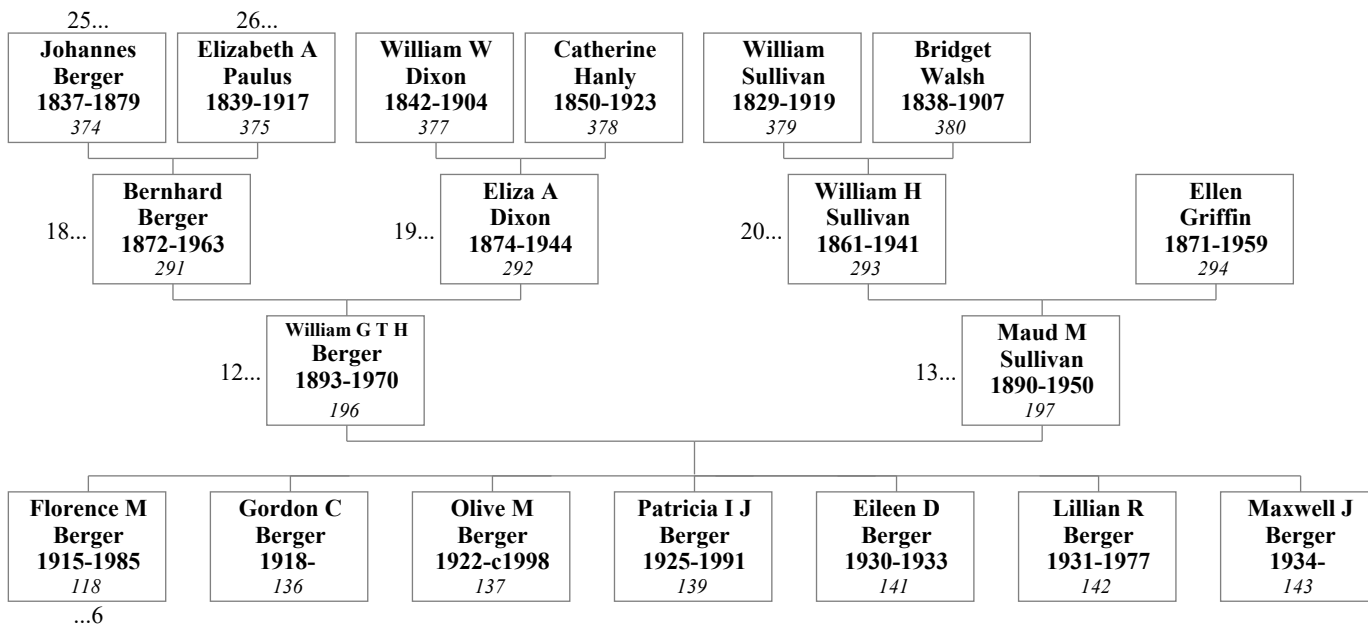 25...
26...
Johannes
Berger
1837-1879
374
Elizabeth A
Paulus
1839-1917
375
William W
Dixon
1842-1904
377
Catherine
Hanly
1850-1923
378
William
Sullivan
1829-1919
379
Bridget
Walsh
1838-1907
380
18...
Bernhard
Berger
1872-1963
291
19...
Eliza A
Dixon
1874-1944
292
20...
William H
Sullivan
1861-1941
293
Ellen
Griffin
1871-1959
294
12...
William G T H
Berger
1893-1970
196
13...
Maud M
Sullivan
1890-1950
197
Florence M
Berger
1915-1985
118
...6
Gordon C
Berger
1918-
136
Olive M
Berger
1922-c1998
137
Patricia I J
Berger
1925-1991
139
Eileen D
Berger
1930-1933
141
Lillian R
Berger
1931-1977
142
Maxwell J
Berger
1934-
143